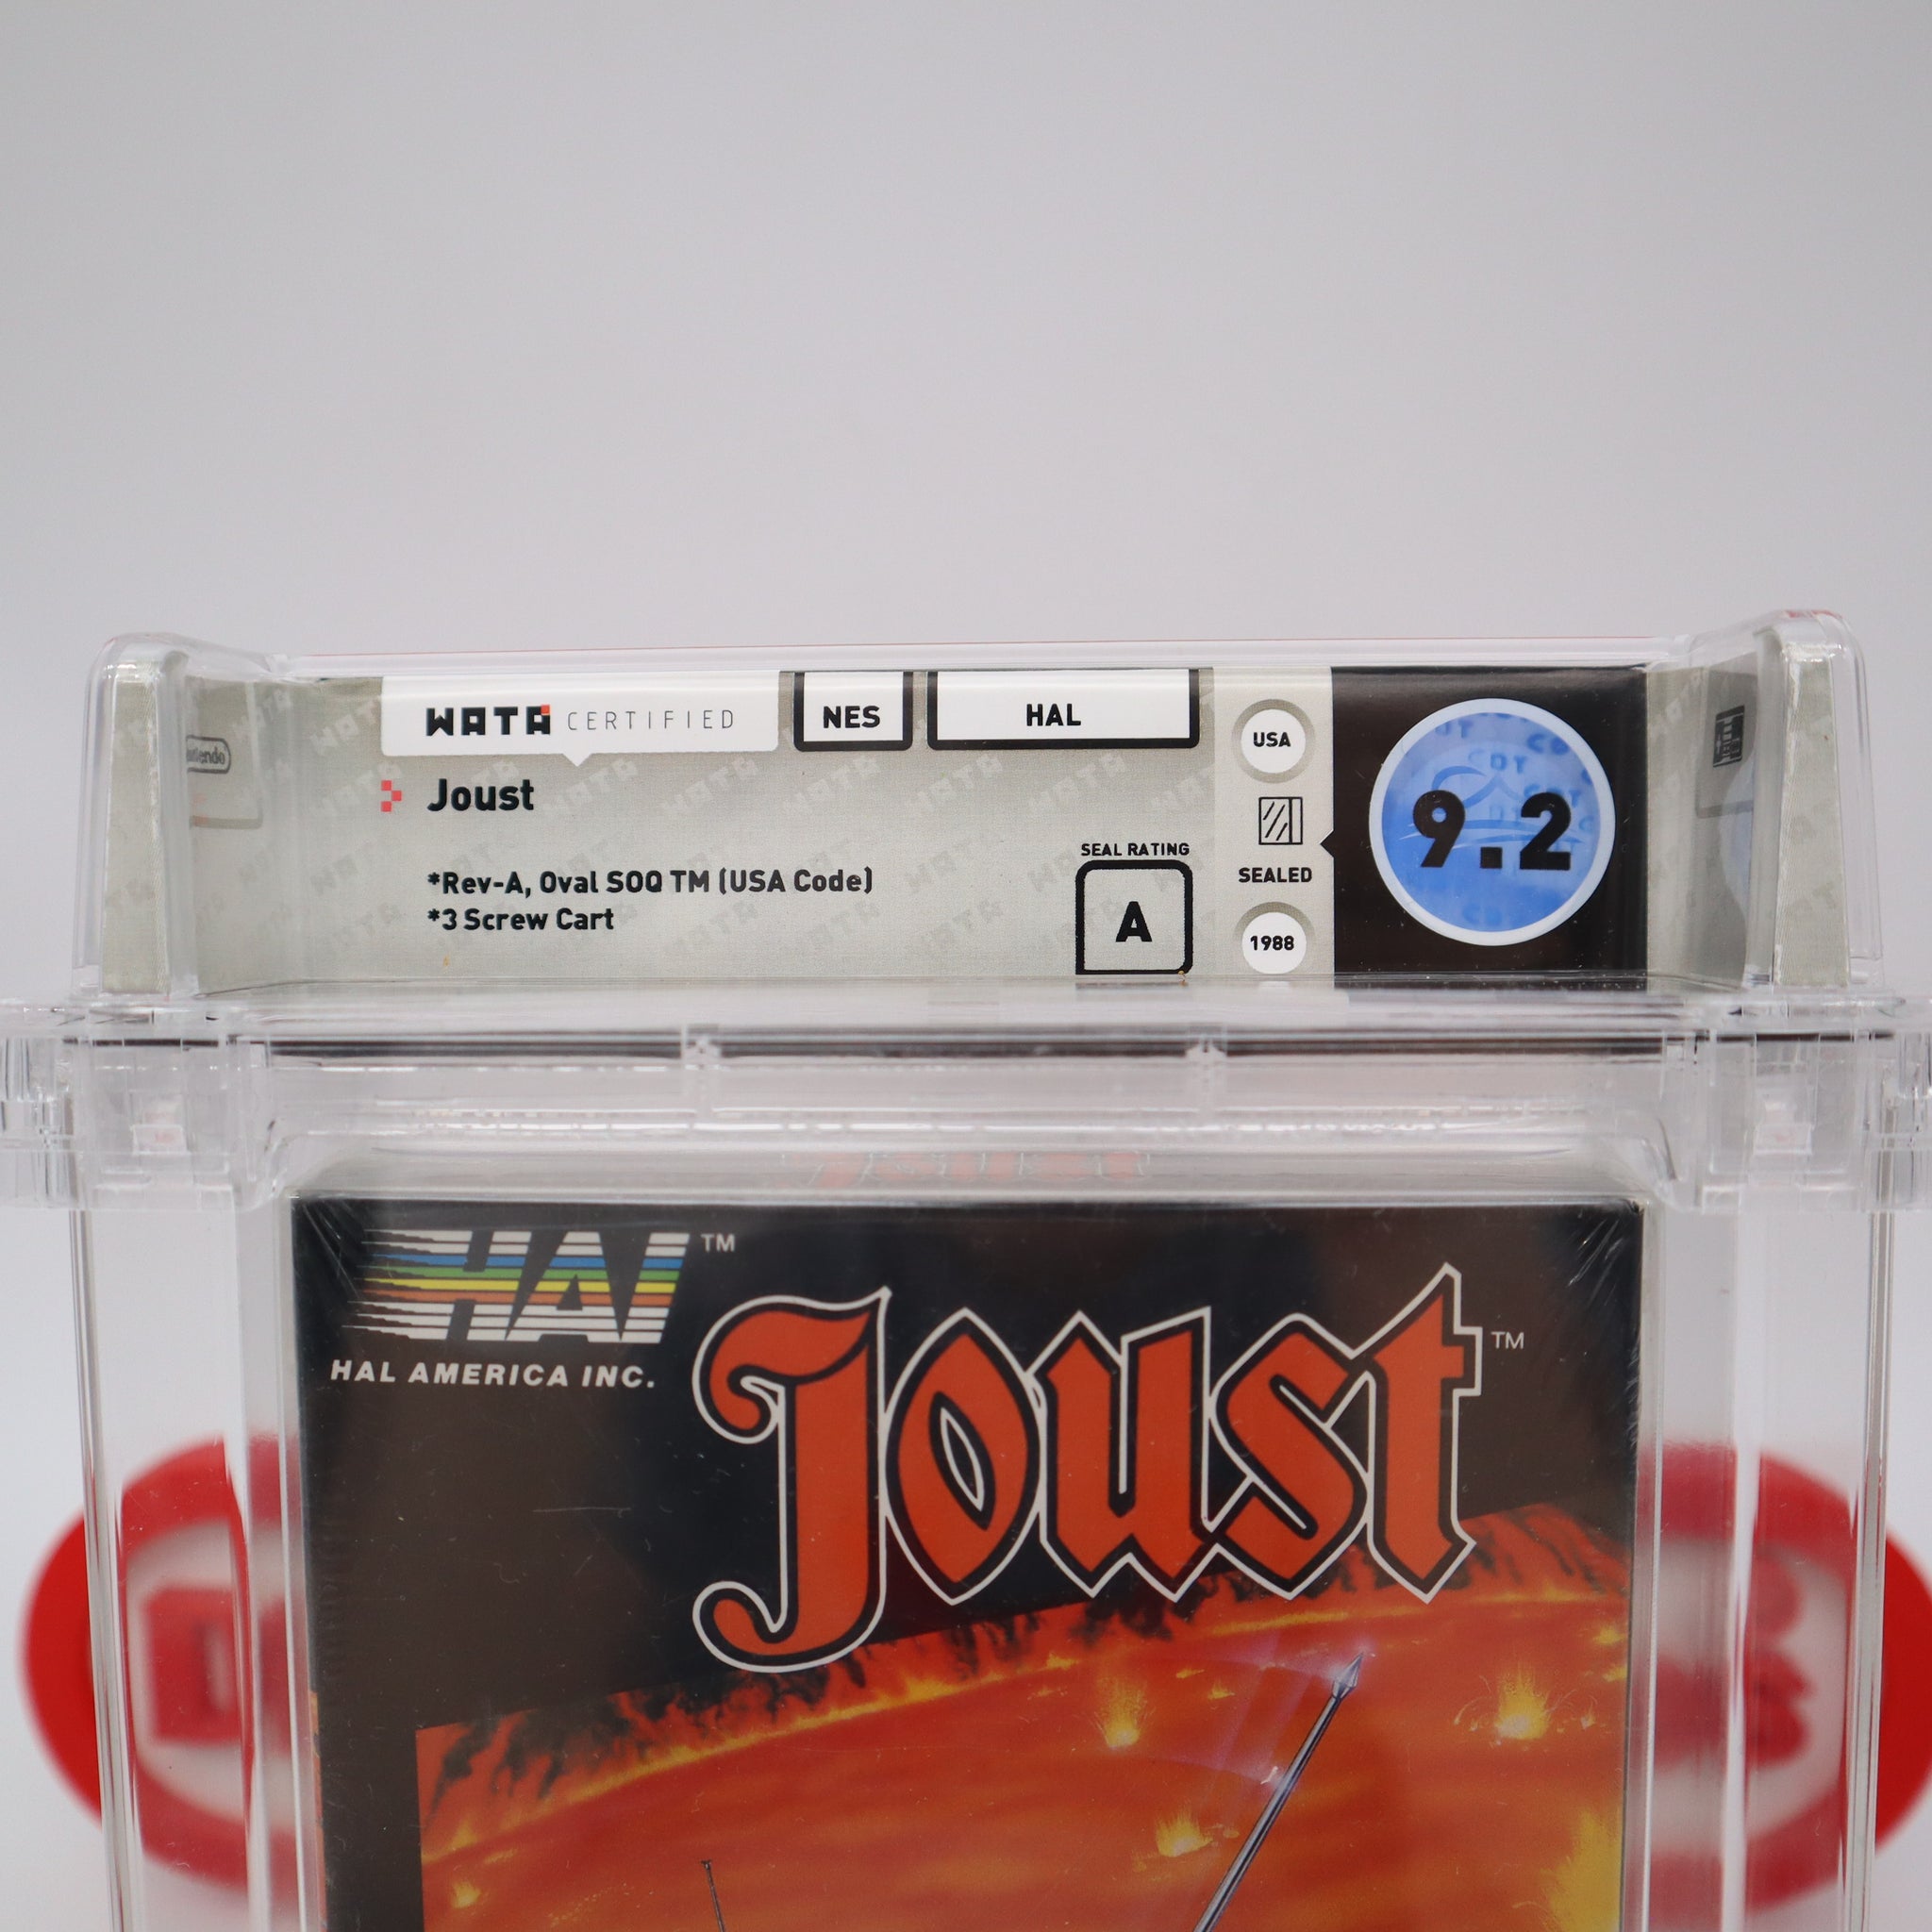 WATA CERTIFIED
NES
HAL
USA
Joust
9.2
SEAL RATING
SEALED
*Rev-A, Oval SOQ TM (USA Code)
*3 Screw Cart
A
1988
HAL TM
HAL AMERICA INC.
Joust TM